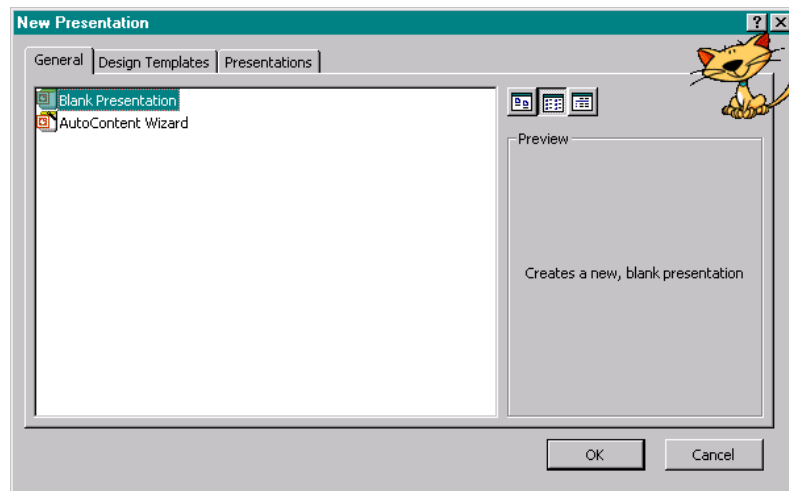 New Presentation
General Design Templates Presentations
Blank Presentation
AutoContent Wizard
Preview
Creates a new, blank presentation
OK Cancel